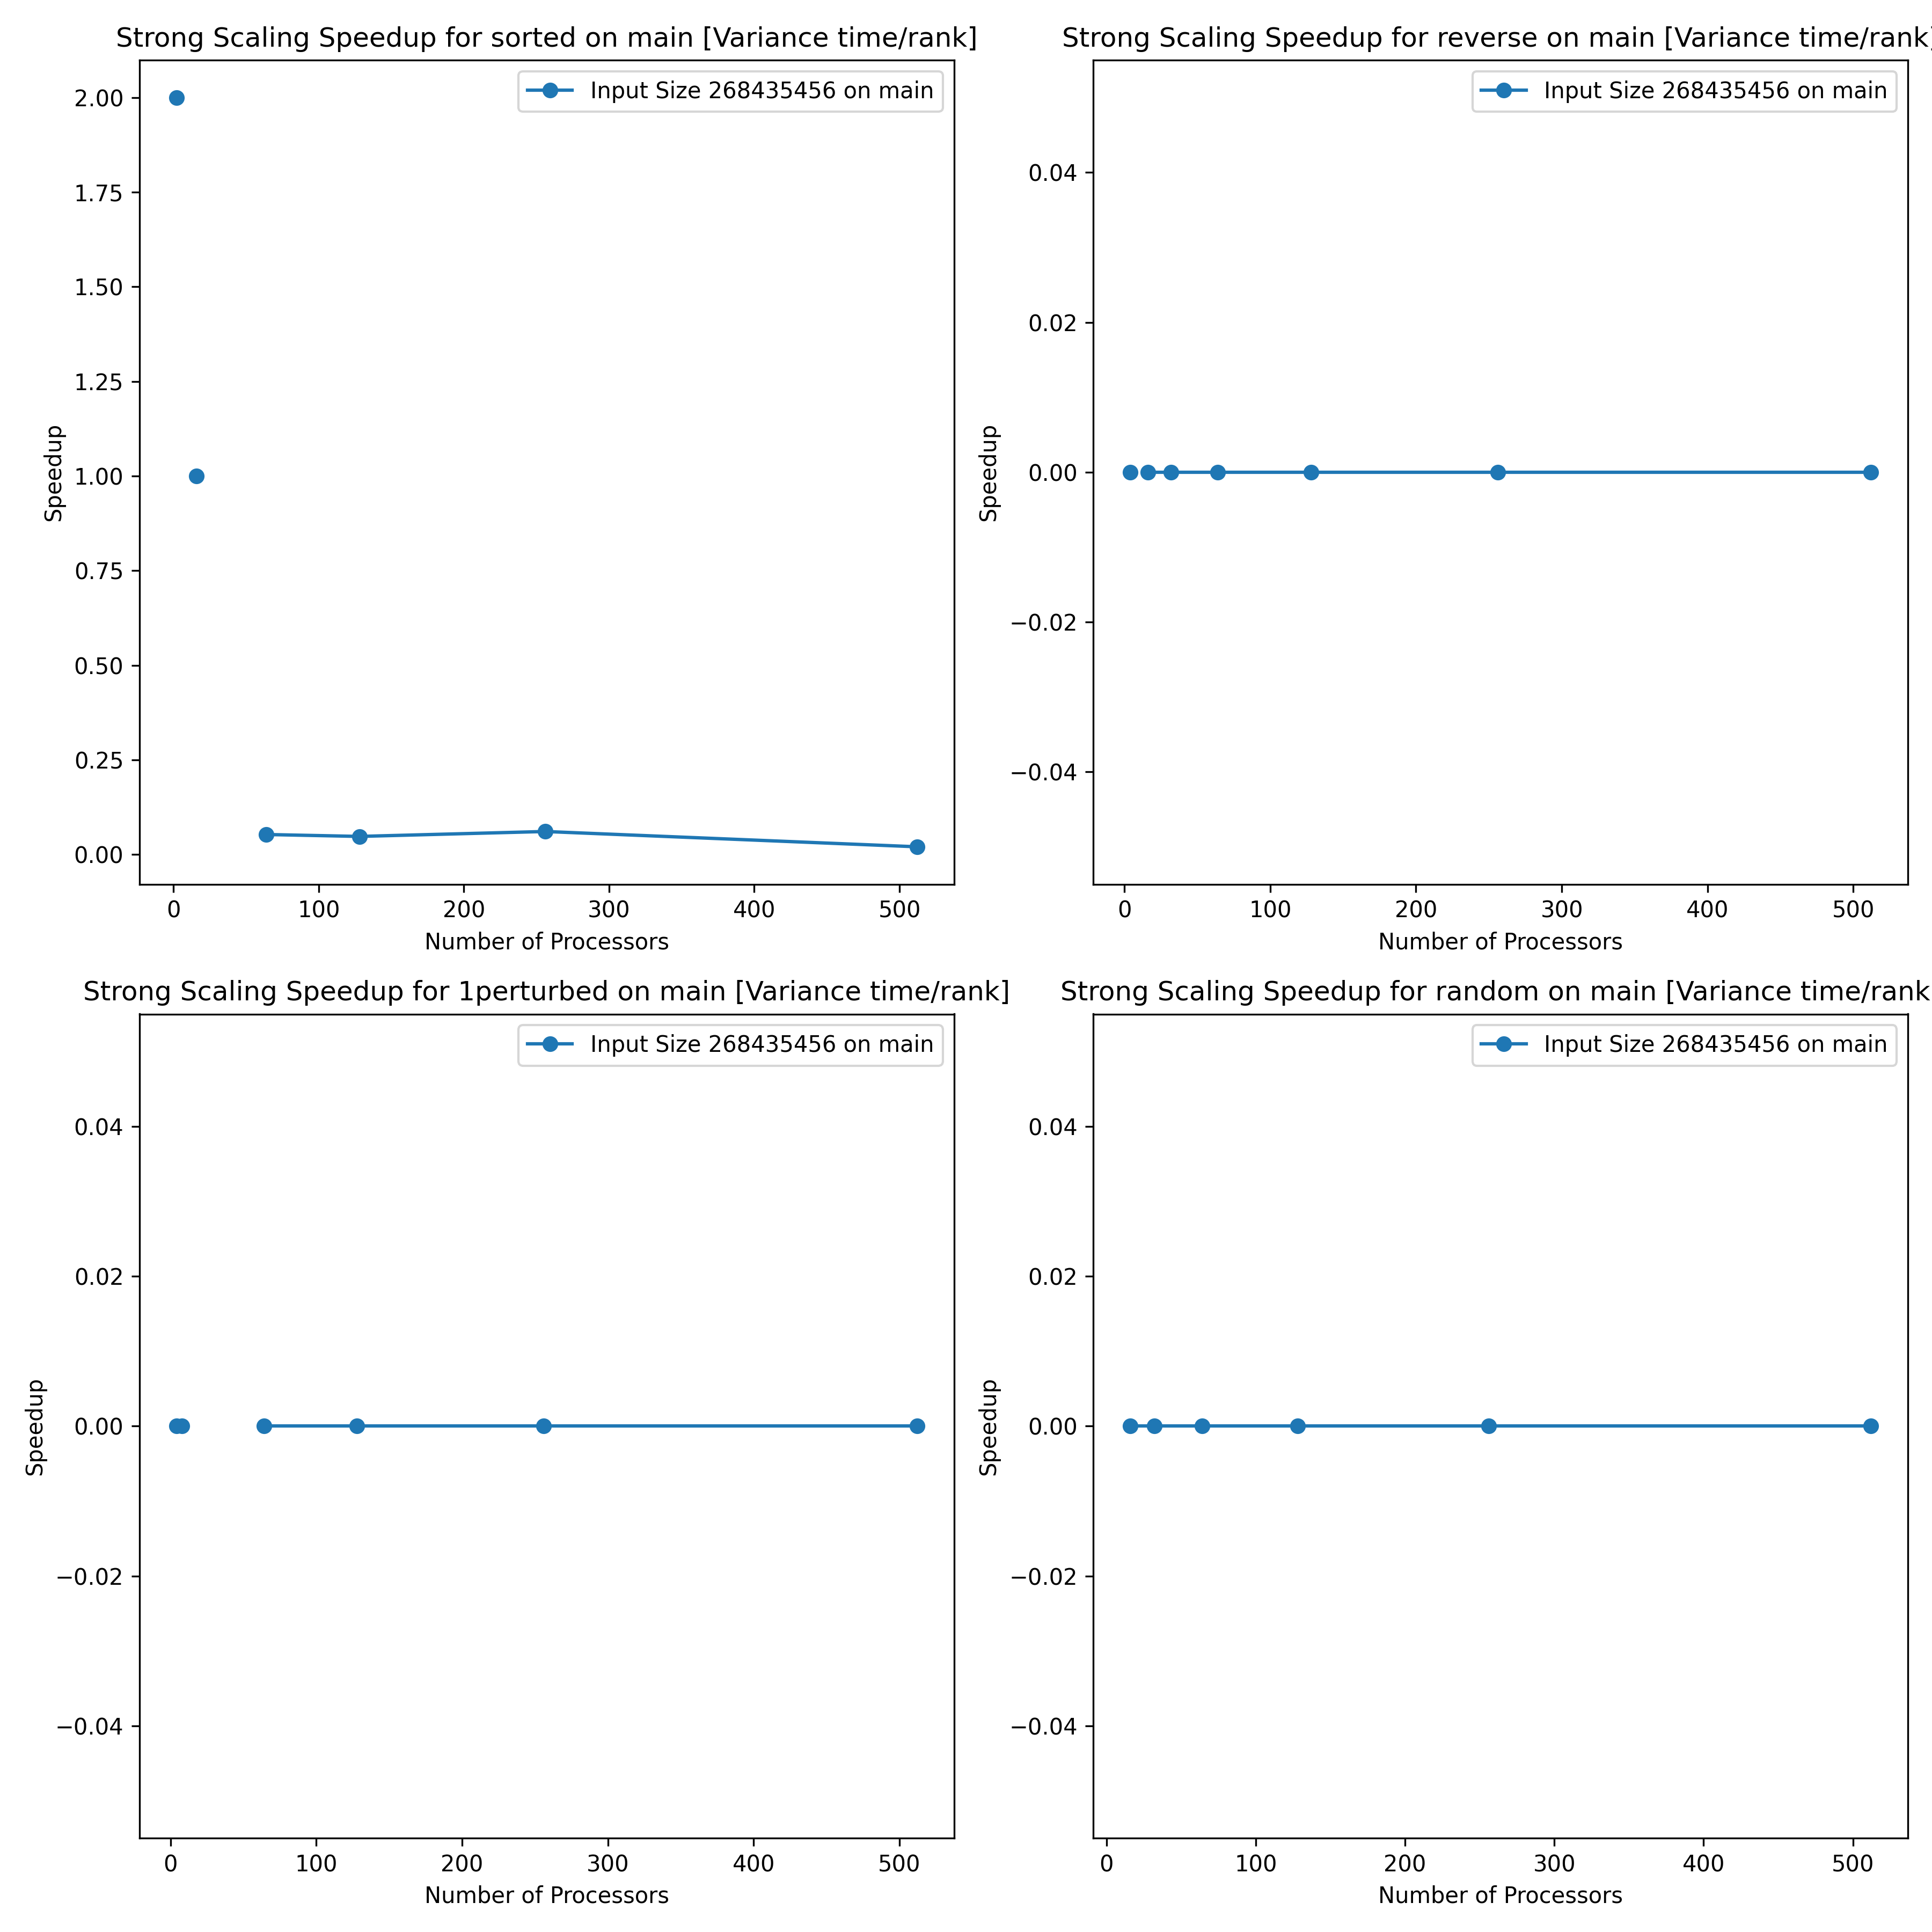 Strong Scaling Speedup for sorted on main [Variance time/rank]
Input Size 268435456 on main
Speedup
2.00
1.75
1.50
1.25
1.00
0.75
0.50
0.25
0.00
0 100 200 300 400 500
Number of Processors
Strong Scaling Speedup for reverse on main [Variance time/rank]
Input Size 268435456 on main
Speedup
0.04
0.02
0.00
−0.02
−0.04
0 100 200 300 400 500
Number of Processors
Strong Scaling Speedup for 1perturbed on main [Variance time/rank]
Input Size 268435456 on main
Speedup
0.04
0.02
0.00
−0.02
−0.04
0 100 200 300 400 500
Number of Processors
Strong Scaling Speedup for random on main [Variance time/rank
Input Size 268435456 on main
Speedup
0.04
0.02
0.00
−0.02
−0.04
0 100 200 300 400 500
Number of Processors